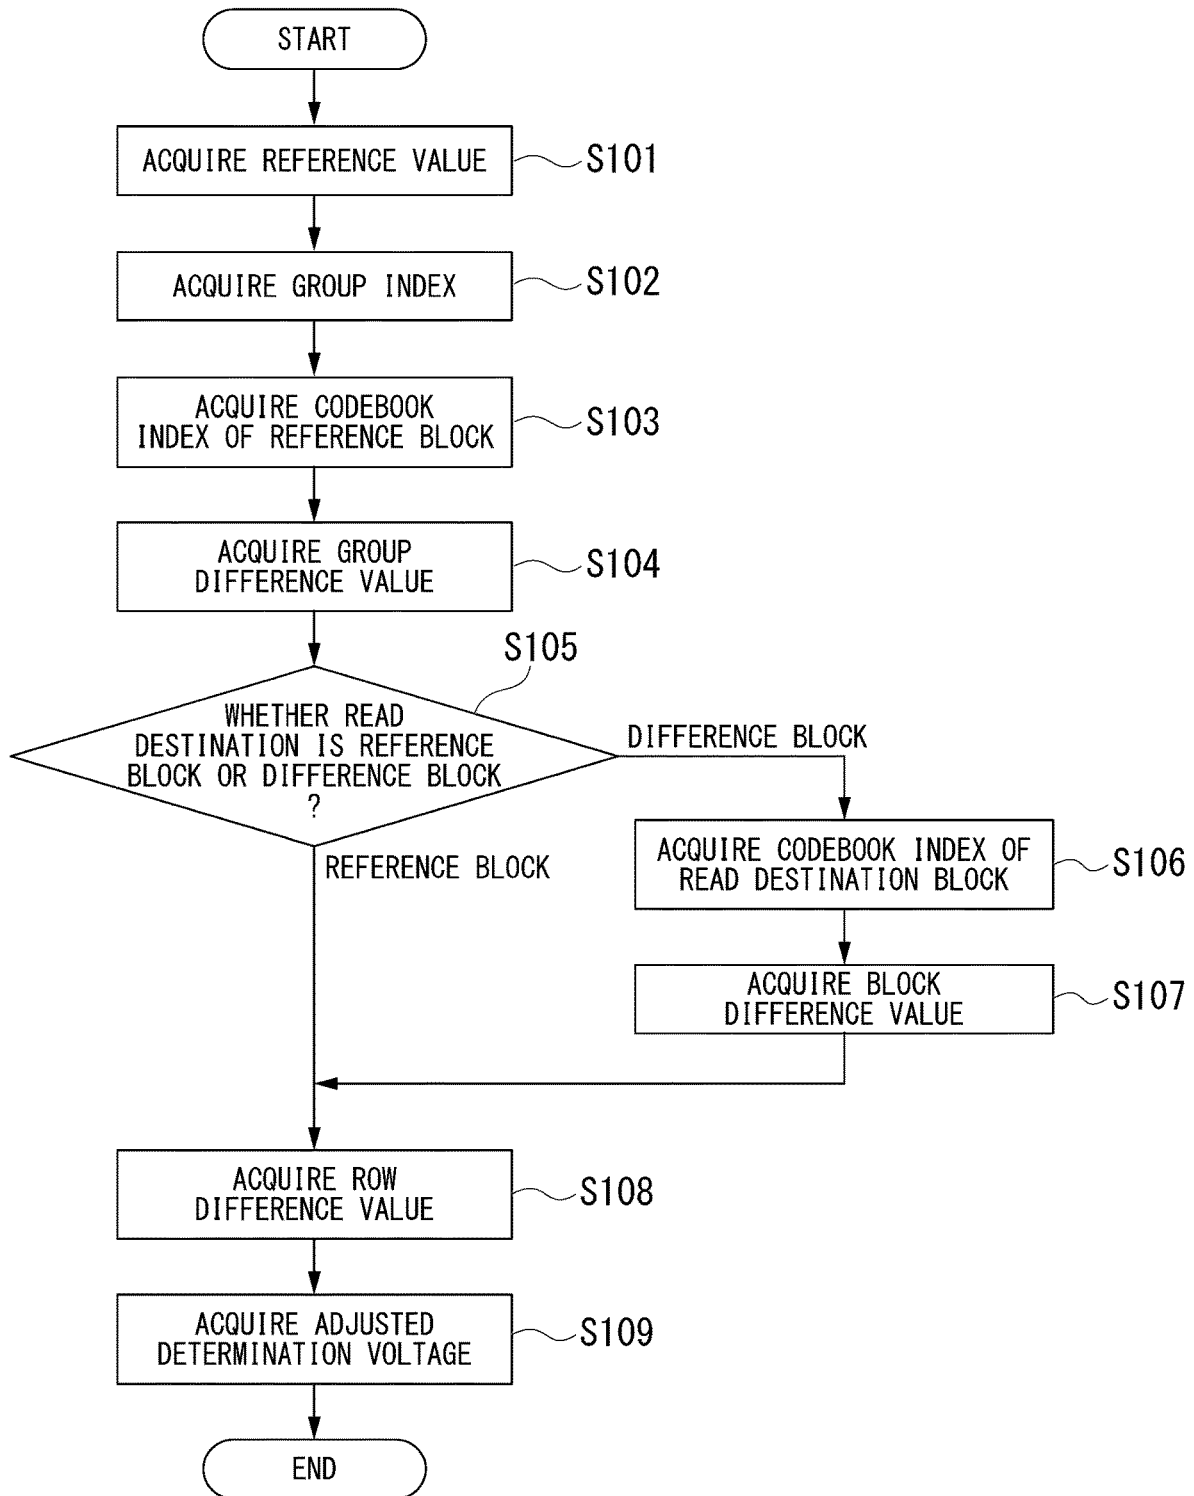 START
ACQUIRE REFERENCE VALUE
S101
ACQUIRE GROUP INDEX
S102
ACQUIRE CODEBOOK
INDEX OF REFERENCE BLOCK
S103
ACQUIRE GROUP
DIFFERENCE VALUE
S104
S105
WHETHER READ
DESTINATION IS REFERENCE
BLOCK OR DIFFERENCE BLOCK
?
DIFFERENCE BLOCK
REFERENCE BLOCK
ACQUIRE CODEBOOK INDEX OF
READ DESTINATION BLOCK
S106
ACQUIRE BLOCK
DIFFERENCE VALUE
S107
ACQUIRE ROW
DIFFERENCE VALUE
S108
ACQUIRE ADJUSTED
DETERMINATION VOLTAGE
S109
END